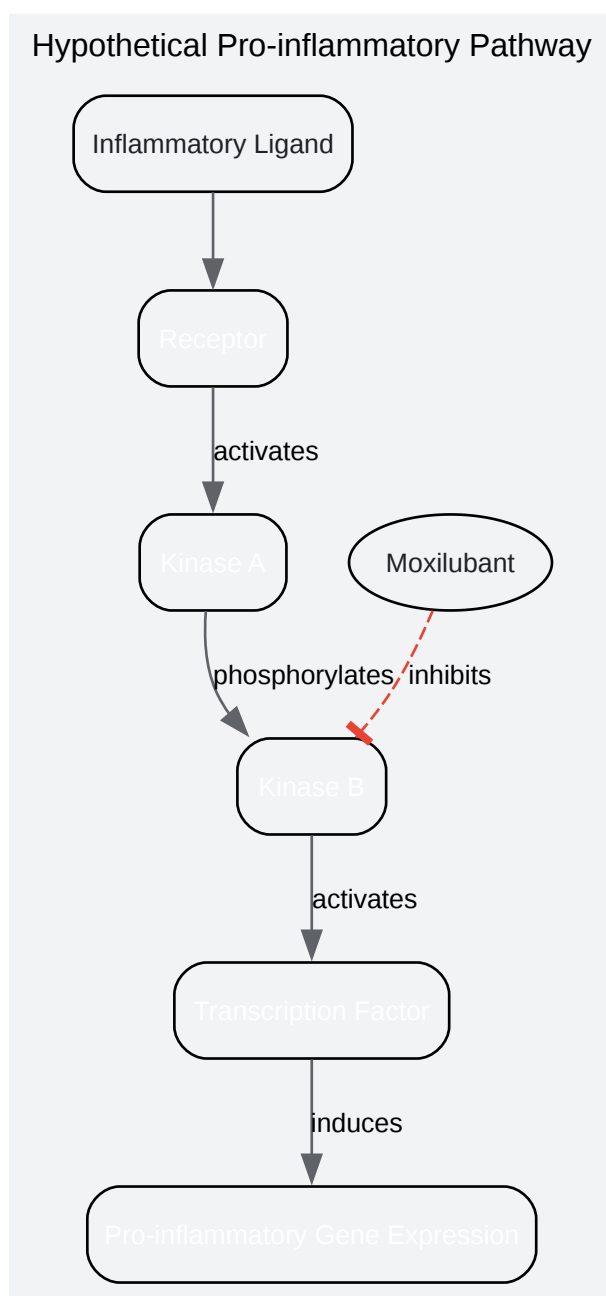 Hypothetical Pro-inflammatory Pathway
Inflammatory Ligand
Receptor
activates
Kinase A
Moxilubant
phosphorylates
inhibits
Kinase B
activates
Transcription Factor
induces
Pro-inflammatory Gene Expression